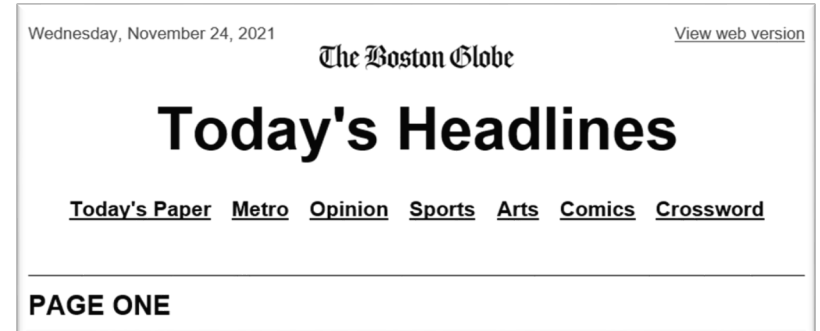 Wednesday, November 24, 2021
View web version
The Boston Globe
Today's Headlines
Today's Paper Metro Opinion Sports Arts Comics Crossword
PAGE ONE